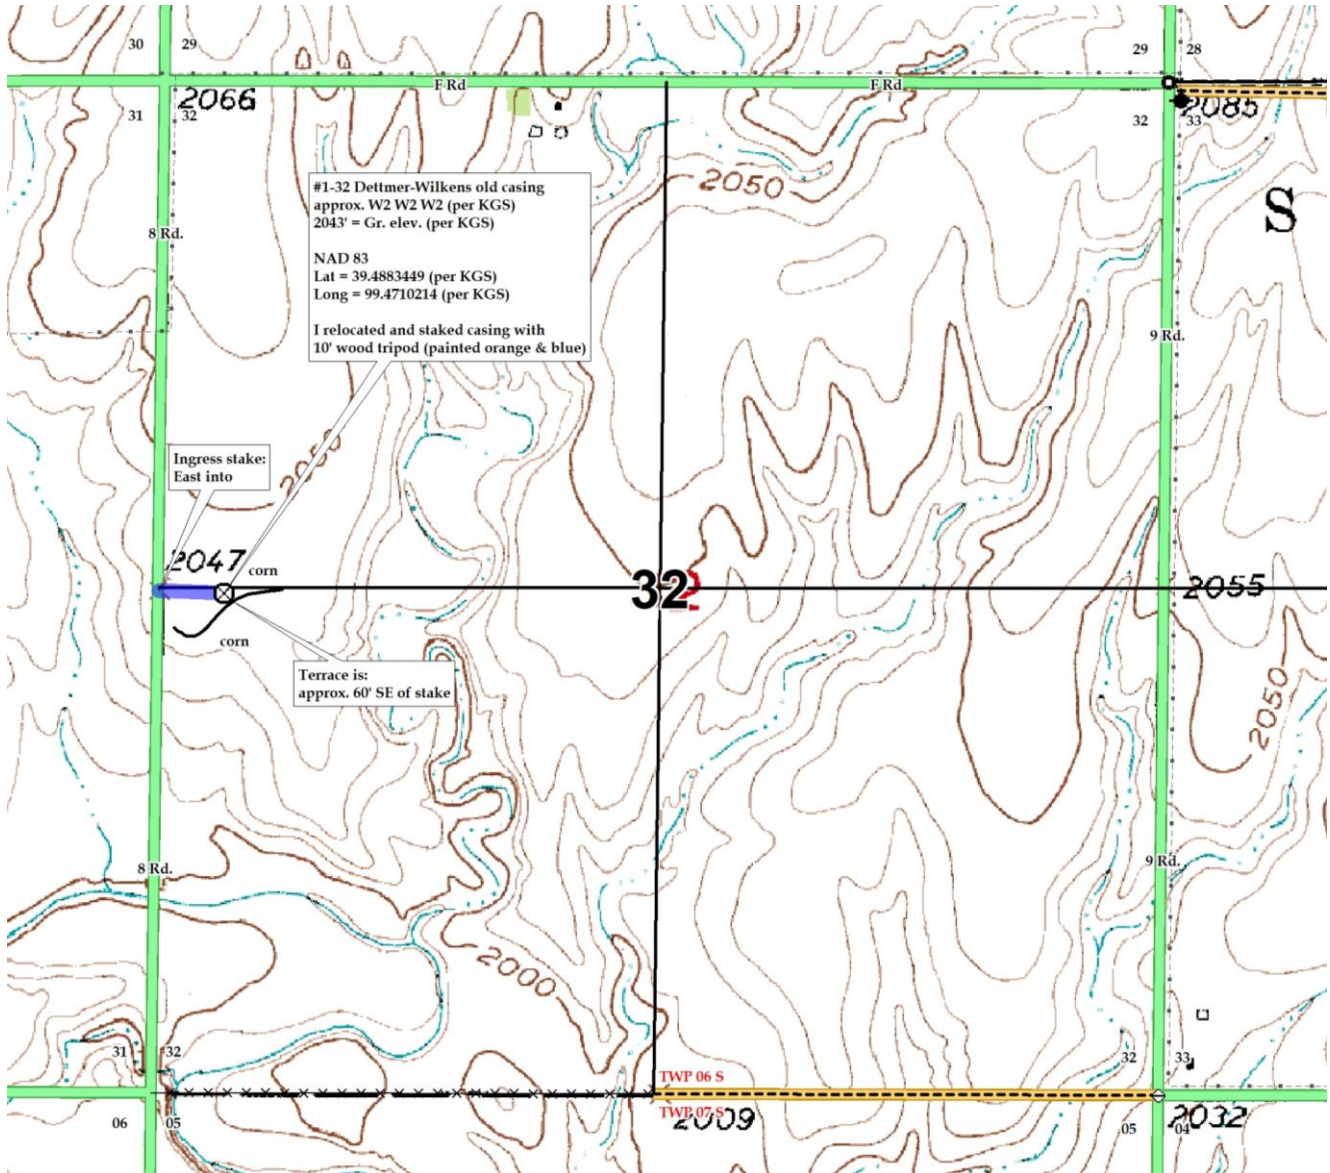 30
29
29
28
F Rd
F Rd
2066
31
32
2085
32
33
#1-32 Dettmer-Wilkens old casing
approx. W2 W2 W2 (per KGS)
2043' = Gr. elev. (per KGS)
NAD 83
Lat = 39.4883449 (per KGS)
Long = 99.4710214 (per KGS)
I relocated and staked casing with
10' wood tripod (painted orange & blue)
2050
S
8 Rd.
9 Rd.
Ingress stake:
East into
2047
corn
32
2055
corn
Terrace is:
approx. 60' SE of stake
2050
8 Rd.
9 Rd.
2000
31
32
32
33
TWP 06 S
TWP 07 S
06
05
2009
05
04
2032